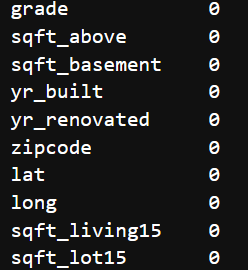 grade 0
sqft_above 0
sqft_basement 0
yr_built 0
yr_renovated 0
zipcode 0
lat 0
long 0
sqft_living15 0
sqft_lot15 0